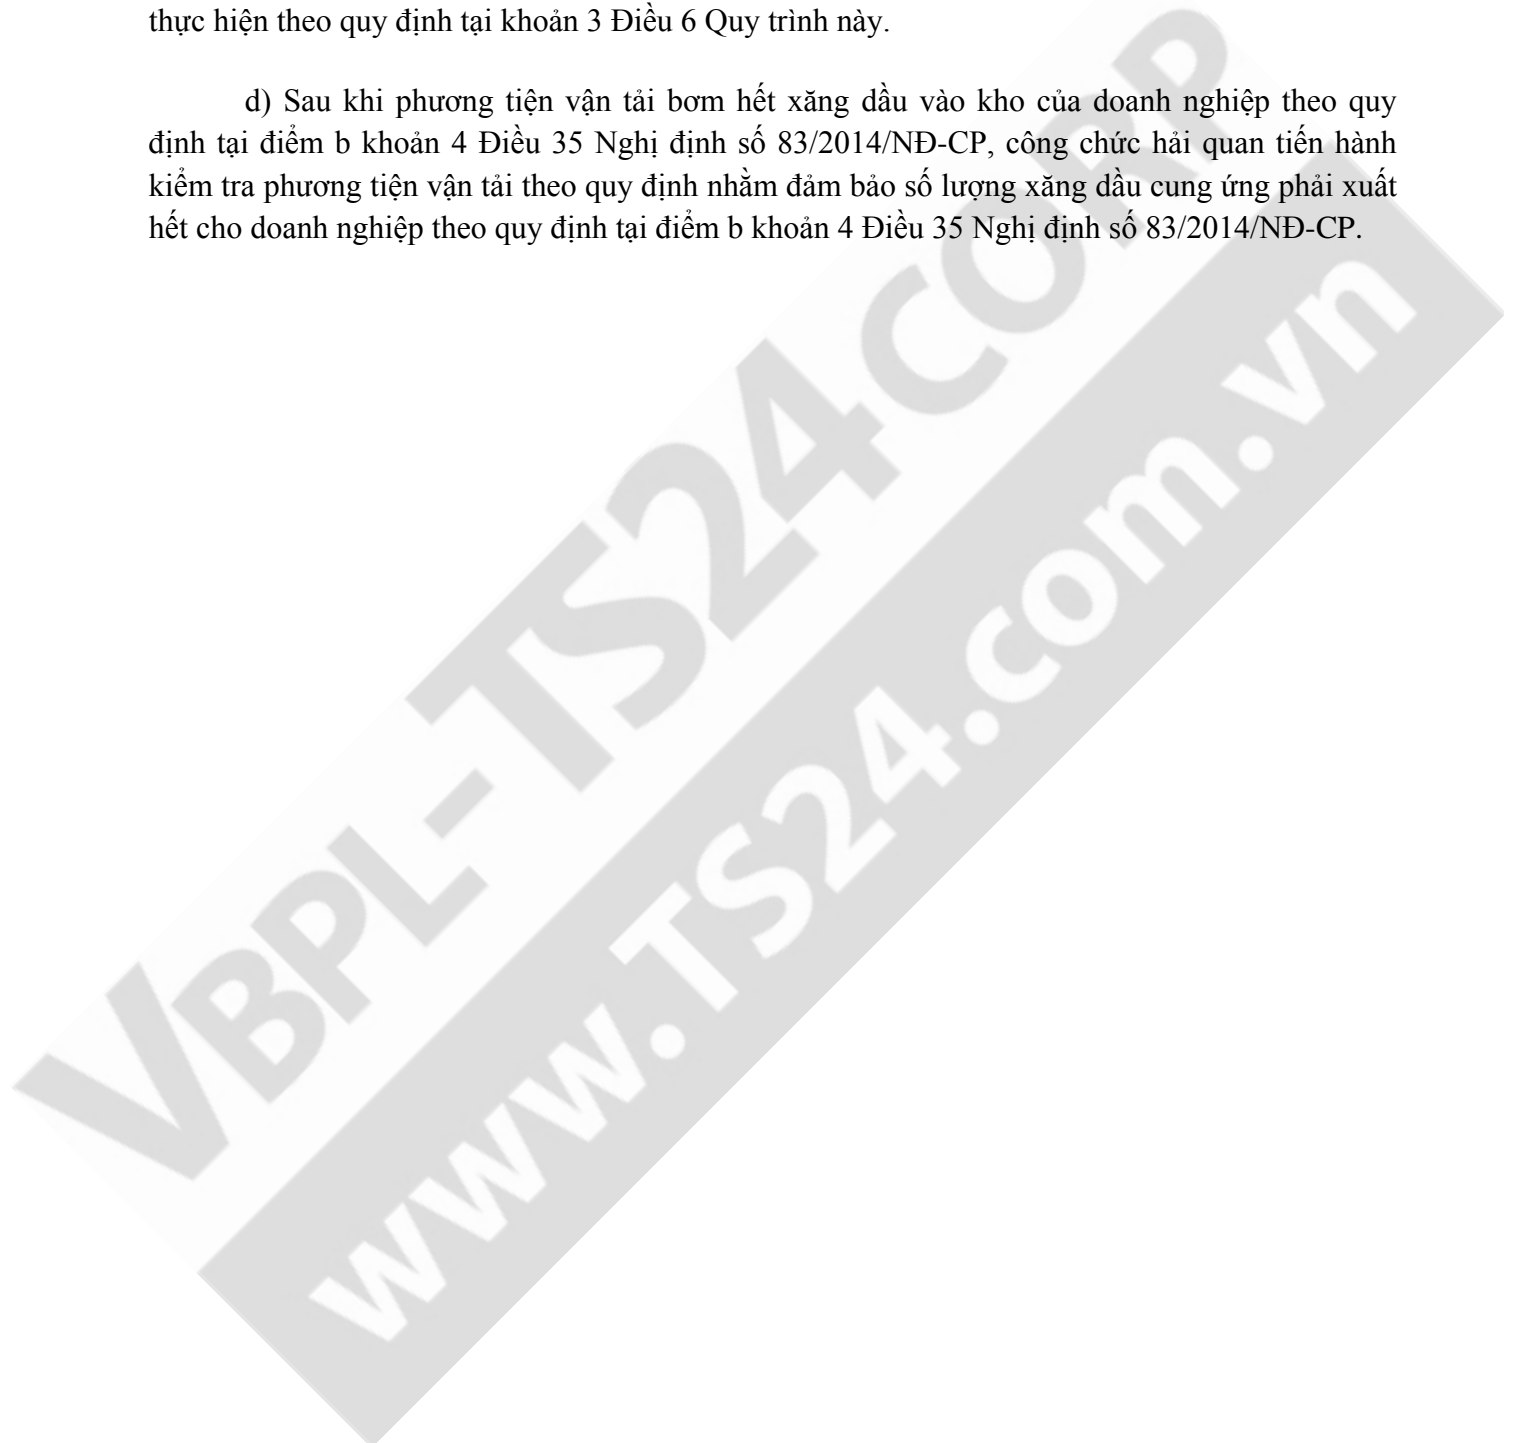 thực hiện theo quy định tại khoản 3 Điều 6 Quy trình này.
d) Sau khi phương tiện vận tải bơm hết xăng dầu vào kho của doanh nghiệp theo quy
định tại điểm b khoản 4 Điều 35 Nghị định số 83/2014/NĐ-CP, công chức hải quan tiến hành
kiểm tra phương tiện vận tải theo quy định nhằm đảm bảo số lượng xăng dầu cung ứng phải xuất
hết cho doanh nghiệp theo quy định tại điểm b khoản 4 Điều 35 Nghị định số 83/2014/NĐ-CP.
VBPL-TS24CORP
www.TS24.com.vn